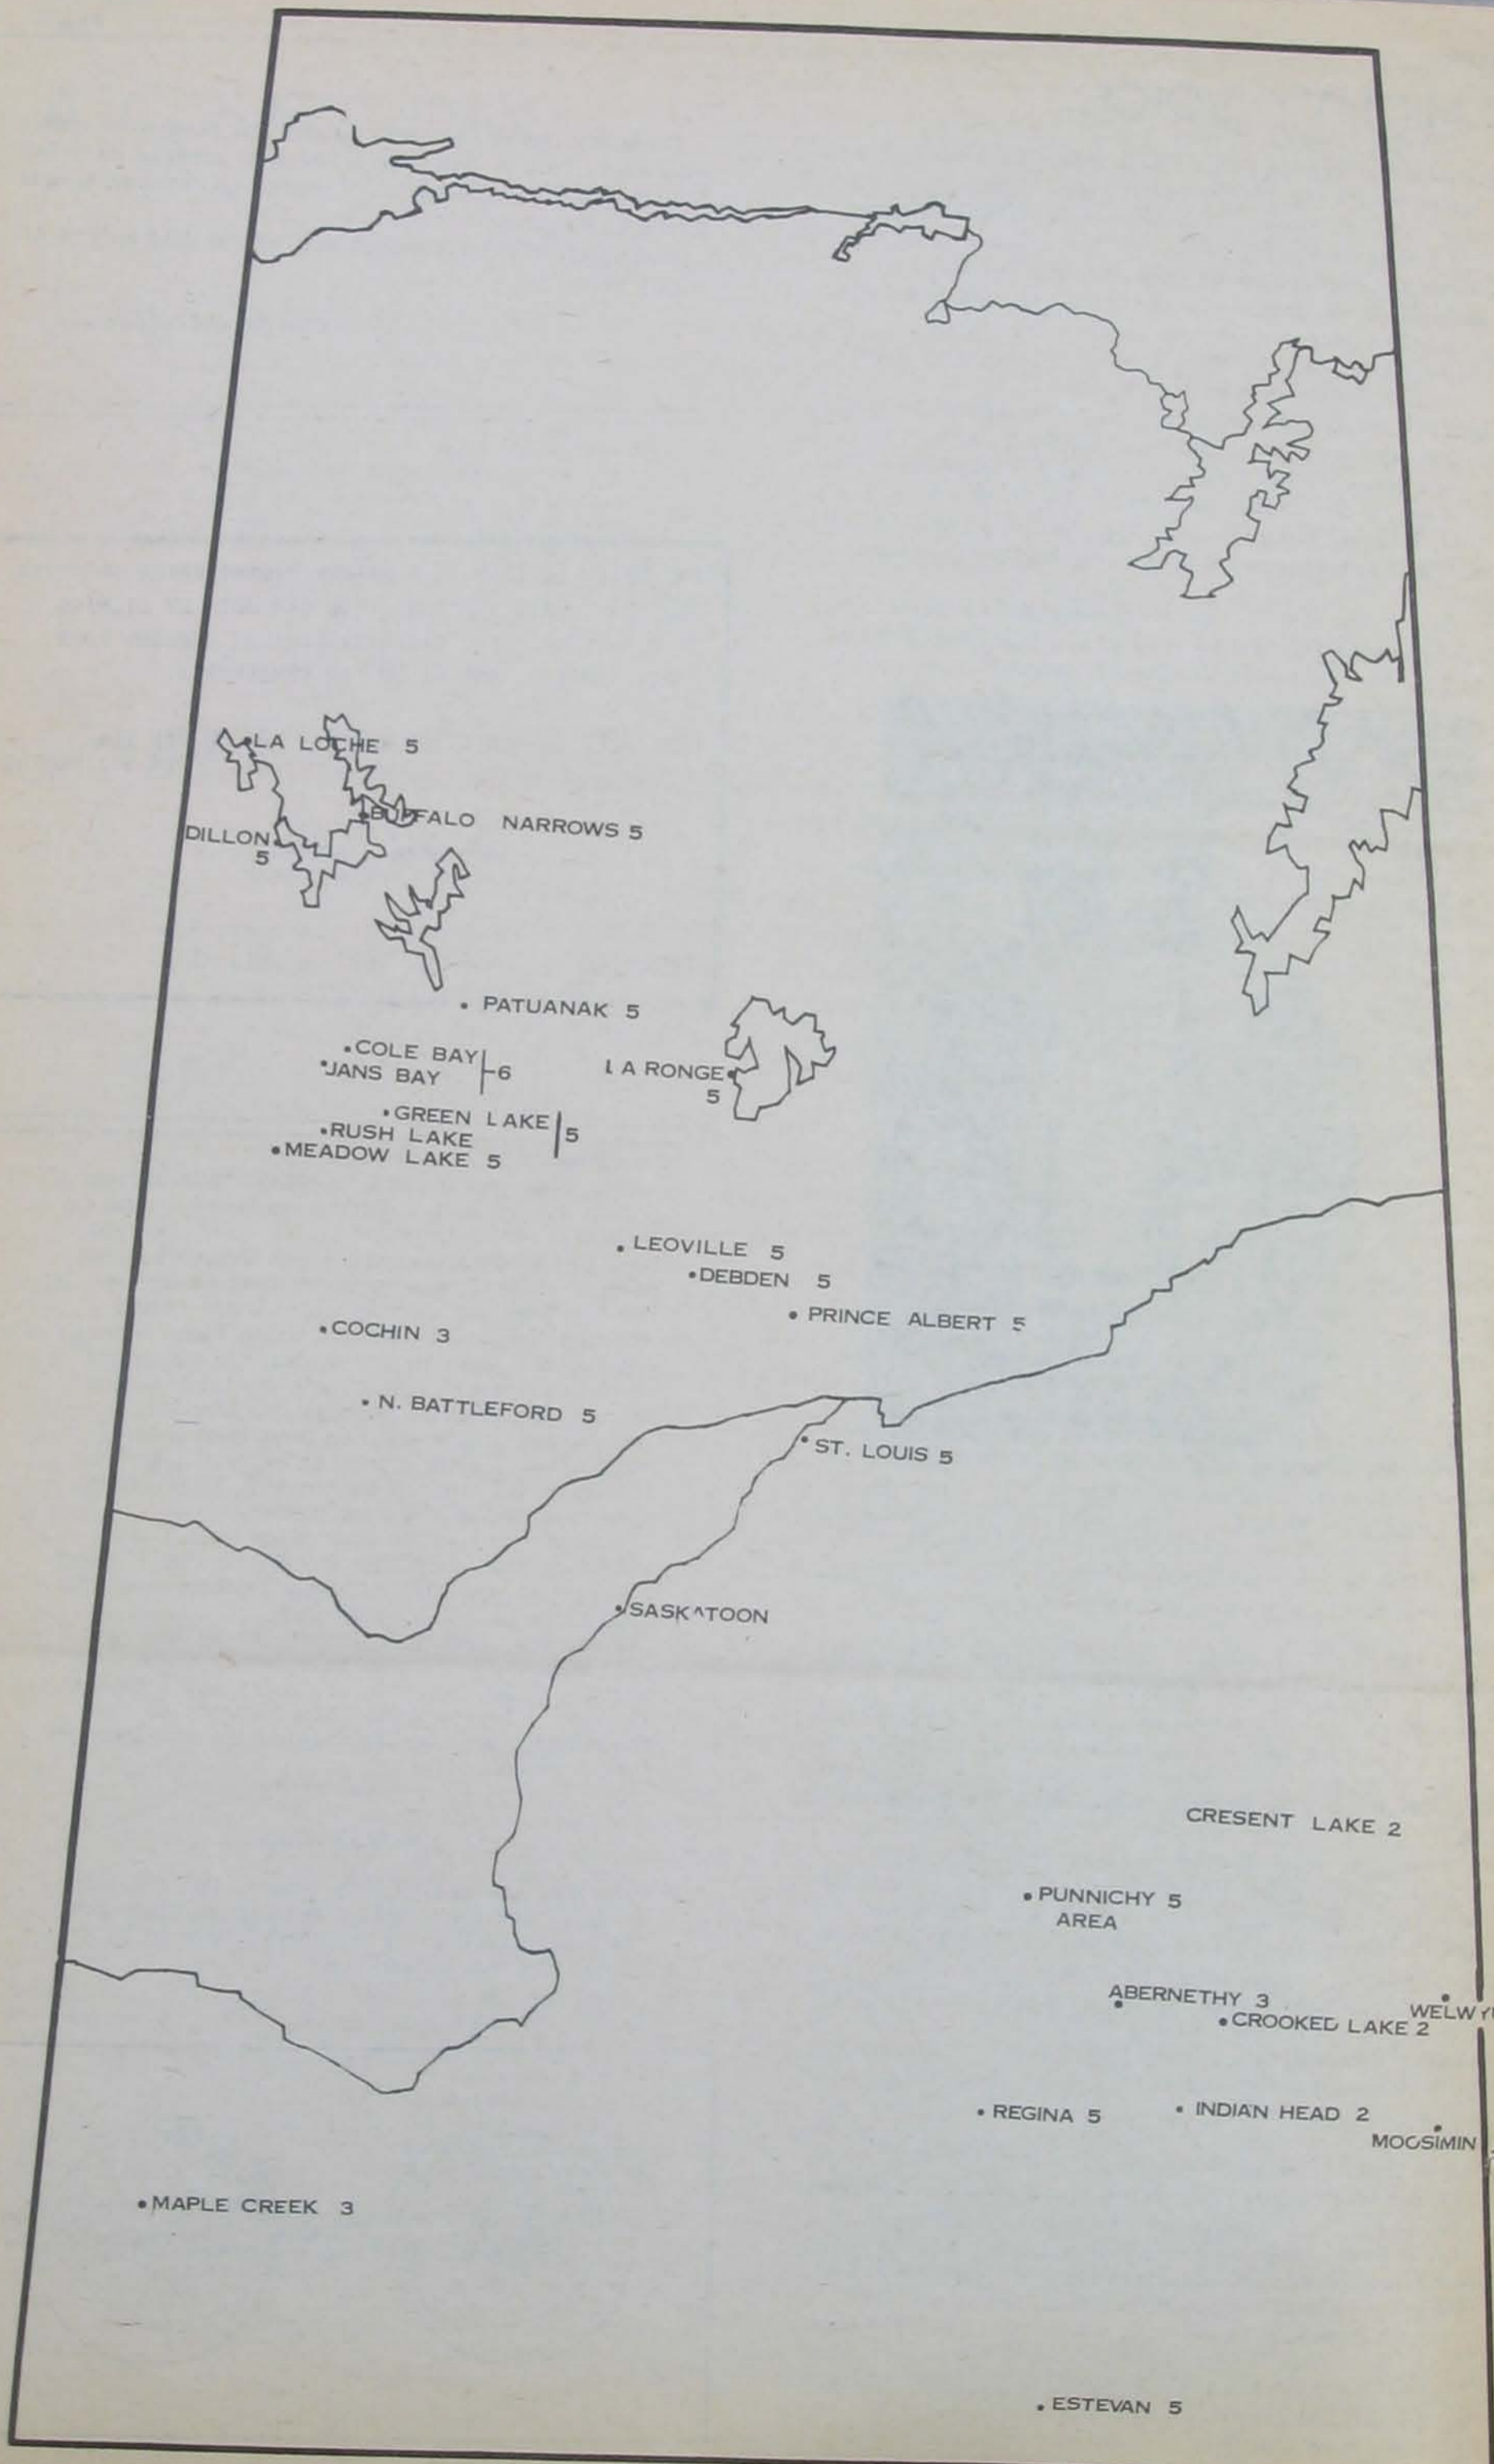 LA LOCHE 5
BUFFALO NARROWS 5
DILLON
5
PATUANAK 5
COLE BAY
JANS BAY
6
LA RONGE
5
GREEN LAKE
RUSH LAKE
5
MEADOW LAKE 5
LEOVILLE 5
DEBDEN 5
PRINCE ALBERT 5
COCHIN 3
N. BATTLEFORD 5
ST. LOUIS 5
SASKATOON
CRESENT LAKE 2
PUNNICHY 5
AREA
ABERNETHY 3
CROOKED LAKE 2
REGINA 5
INDIAN HEAD 2
MOOSIMIN
MAPLE CREEK 3
ESTEVAN 5